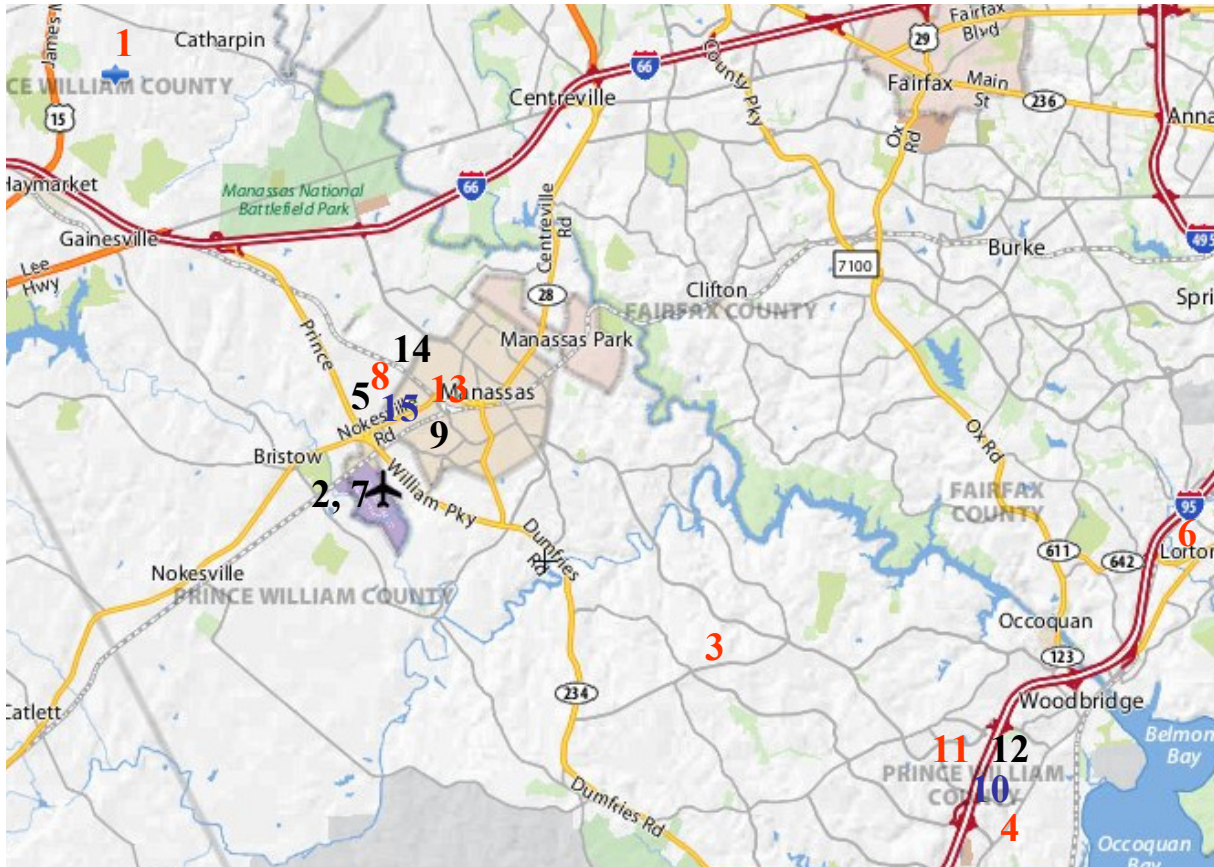 1
Catharpin
James M
CE WILLIAM COUNTY
15
Haymarket
Gainesville
Lee
Hwy
Manassas National
Battlefield Park
66
66
Centreville
County Pky
29
Fairfax
Blvd
Fairfax
Main
St
236
Ox
Rd
Anna
495
Burke
Spri
7100
Centreville
Rd
28
Clifton
FAIRFAX COUNTY
Manassas Park
Prince
14
8
13
Manassas
5
15
Nokesville
Rd
9
Bristow
2, 7
William Pky
Dumfries
Rd
Nokesville
PRINCE WILLIAM COUNTY
Ox Rd
FAIRFAX
COUNTY
95
6
Lorton
611
642
Occoquan
123
Woodbridge
3
234
Catlett
Dumfries Rd
11
12
PRINCE WILLIAM
COUNTY
10
4
Belmon
Bay
Occoquan
Bay